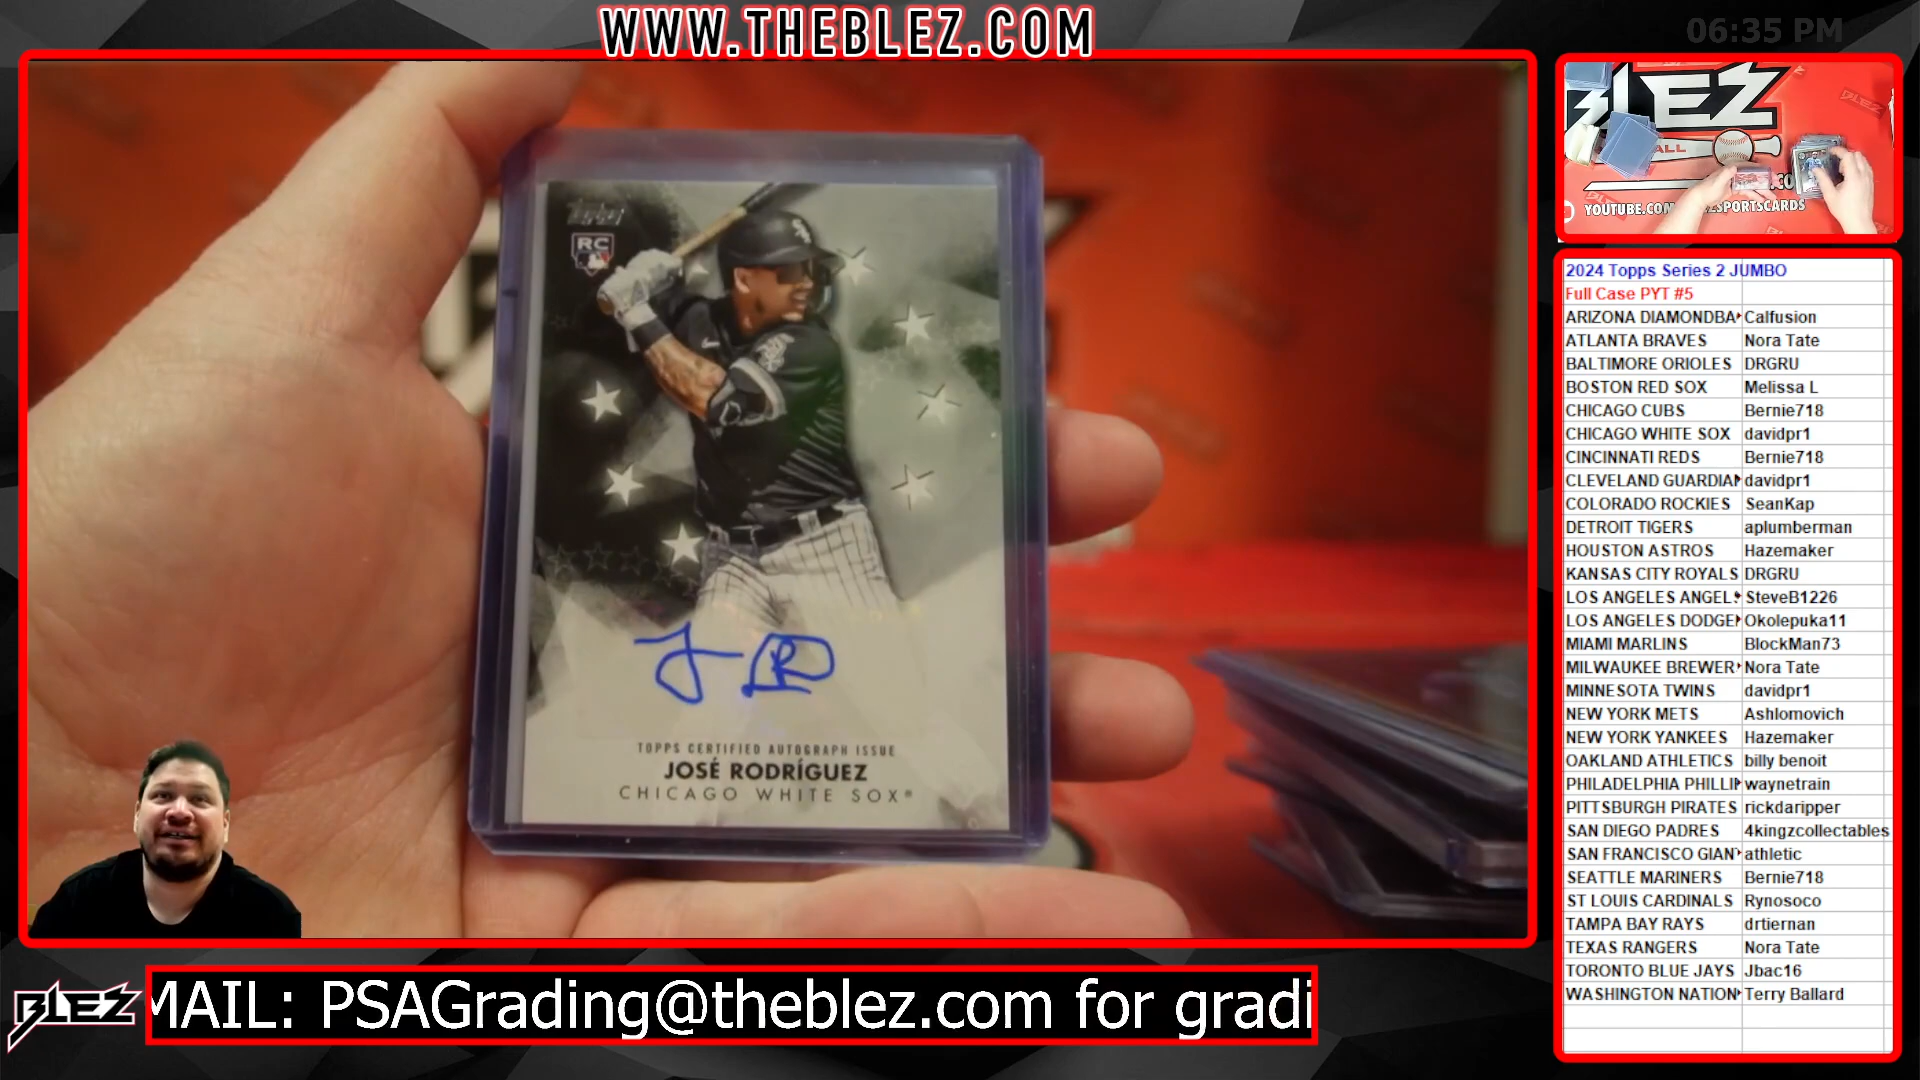 WWW.THEBLEZ.COM
06:35 PM
Topps
RC
TOPPS CERTIFIED AUTOGRAPH ISSUE
JOSÉ RODRÍGUEZ
CHICAGO WHITE SOX®
BLEZ
YOUTUBE.COM
ESPORTSCARDS
2024 Topps Series 2 JUMBO
Full Case PYT #5
ARIZONA DIAMONDBA Calfusion
ATLANTA BRAVES Nora Tate
BALTIMORE ORIOLES DRGRU
BOSTON RED SOX Melissa L
CHICAGO CUBS Bernie718
CHICAGO WHITE SOX davidpr1
CINCINNATI REDS Bernie718
CLEVELAND GUARDIAN davidpr1
COLORADO ROCKIES SeanKap
DETROIT TIGERS aplumberman
HOUSTON ASTROS Hazemaker
KANSAS CITY ROYALS DRGRU
LOS ANGELES ANGELS SteveB1226
LOS ANGELES DODGE Okolepuka11
MIAMI MARLINS BlockMan73
MILWAUKEE BREWER Nora Tate
MINNESOTA TWINS davidpr1
NEW YORK METS Ashlomovich
NEW YORK YANKEES Hazemaker
OAKLAND ATHLETICS billy benoit
PHILADELPHIA PHILLI waynetrain
PITTSBURGH PIRATES rickdaripper
SAN DIEGO PADRES 4kingzcollectables
SAN FRANCISCO GIAN athletic
SEATTLE MARINERS Bernie718
ST LOUIS CARDINALS Rynosoco
TAMPA BAY RAYS drtiernan
TEXAS RANGERS Nora Tate
TORONTO BLUE JAYS Jbac16
WASHINGTON NATION Terry Ballard
BLEZ
MAIL: PSAGrading@theblez.com for gradi